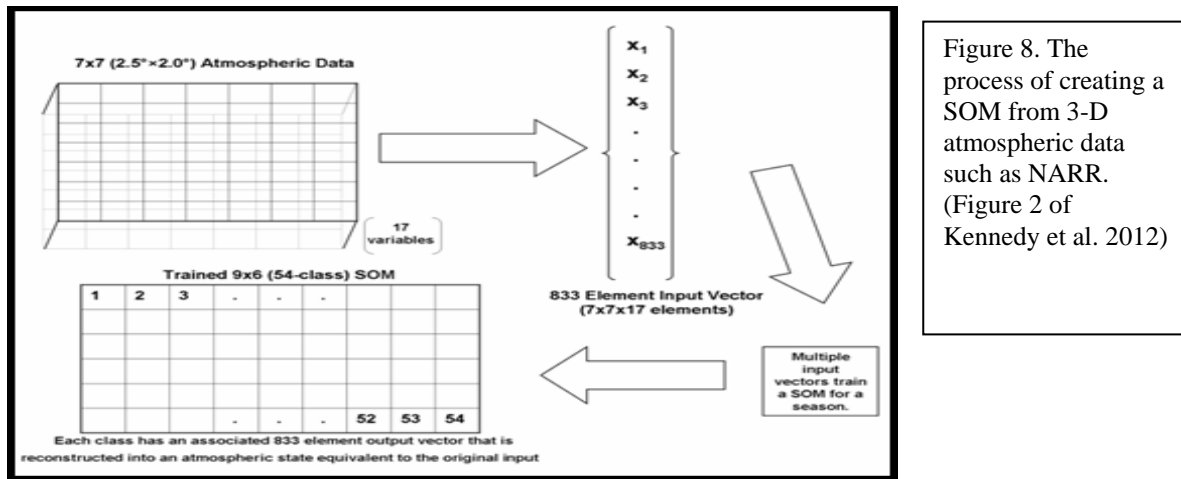 7x7 (2.5°×2.0°) Atmospheric Data
17
variables
x1
x2
x3
.
.
.
.
x833
833 Element Input Vector
(7x7x17 elements)
Multiple
input
vectors train
a SOM for a
season.
Trained 9x6 (54-class) SOM
1 2 3 . . .
. . . 52 53 54
Each class has an associated 833 element output vector that is
reconstructed into an atmospheric state equivalent to the original input
Figure 8. The
process of creating a
SOM from 3-D
atmospheric data
such as NARR.
(Figure 2 of
Kennedy et al. 2012)